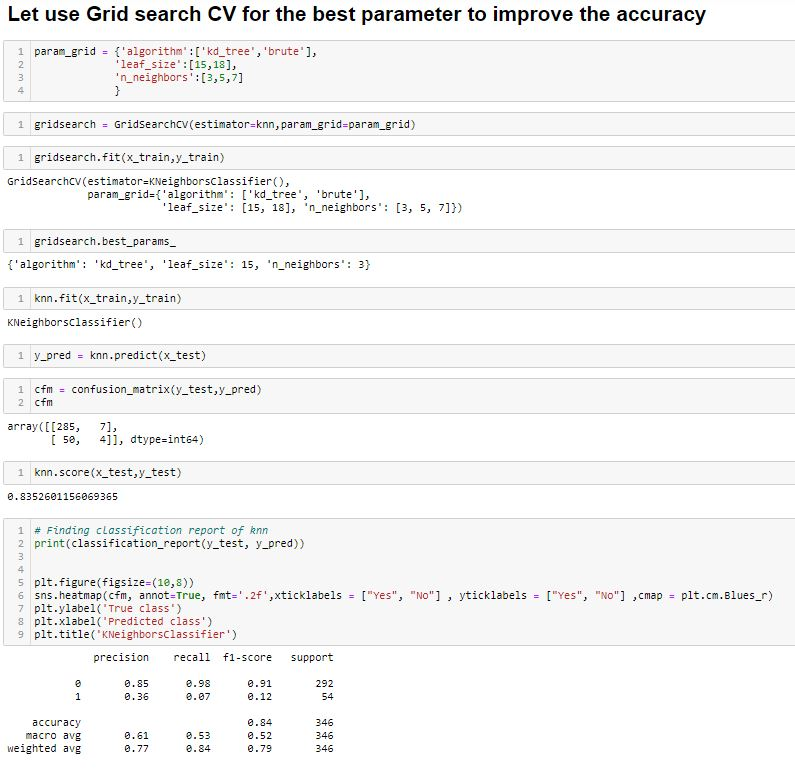 Let use Grid search CV for the best parameter to improve the accuracy
1 param_grid = {'algorithm':['kd_tree','brute'],
2 'leaf_size':[15,18],
3 'n_neighbors':[3,5,7]
4 }
1 gridsearch = GridSearchCV(estimator=knn,param_grid=param_grid)
1 gridsearch.fit(x_train,y_train)
GridSearchCV(estimator=KNeighborsClassifier(),
param_grid={'algorithm': ['kd_tree', 'brute'],
'leaf_size': [15, 18], 'n_neighbors': [3, 5, 7]})
1 gridsearch.best_params_
{'algorithm': 'kd_tree', 'leaf_size': 15, 'n_neighbors': 3}
1 knn.fit(x_train,y_train)
KNeighborsClassifier()
1 y_pred = knn.predict(x_test)
1 cfm = confusion_matrix(y_test,y_pred)
2 cfm
array([[285, 7],
[ 50, 4]], dtype=int64)
1 knn.score(x_test,y_test)
0.8352601156069365
1 # Finding classification report of knn
2 print(classification_report(y_test, y_pred))
3
4
5 plt.figure(figsize=(10,8))
6 sns.heatmap(cfm, annot=True, fmt='.2f',xticklabels = ["Yes", "No"] , yticklabels = ["Yes", "No"] ,cmap = plt.cm.Blues_r)
7 plt.ylabel('True class')
8 plt.xlabel('Predicted class')
9 plt.title('KNeighborsClassifier')
precision recall f1-score support
0 0.85 0.98 0.91 292
1 0.36 0.07 0.12 54
accuracy 0.84 346
macro avg 0.61 0.53 0.52 346
weighted avg 0.77 0.84 0.79 346